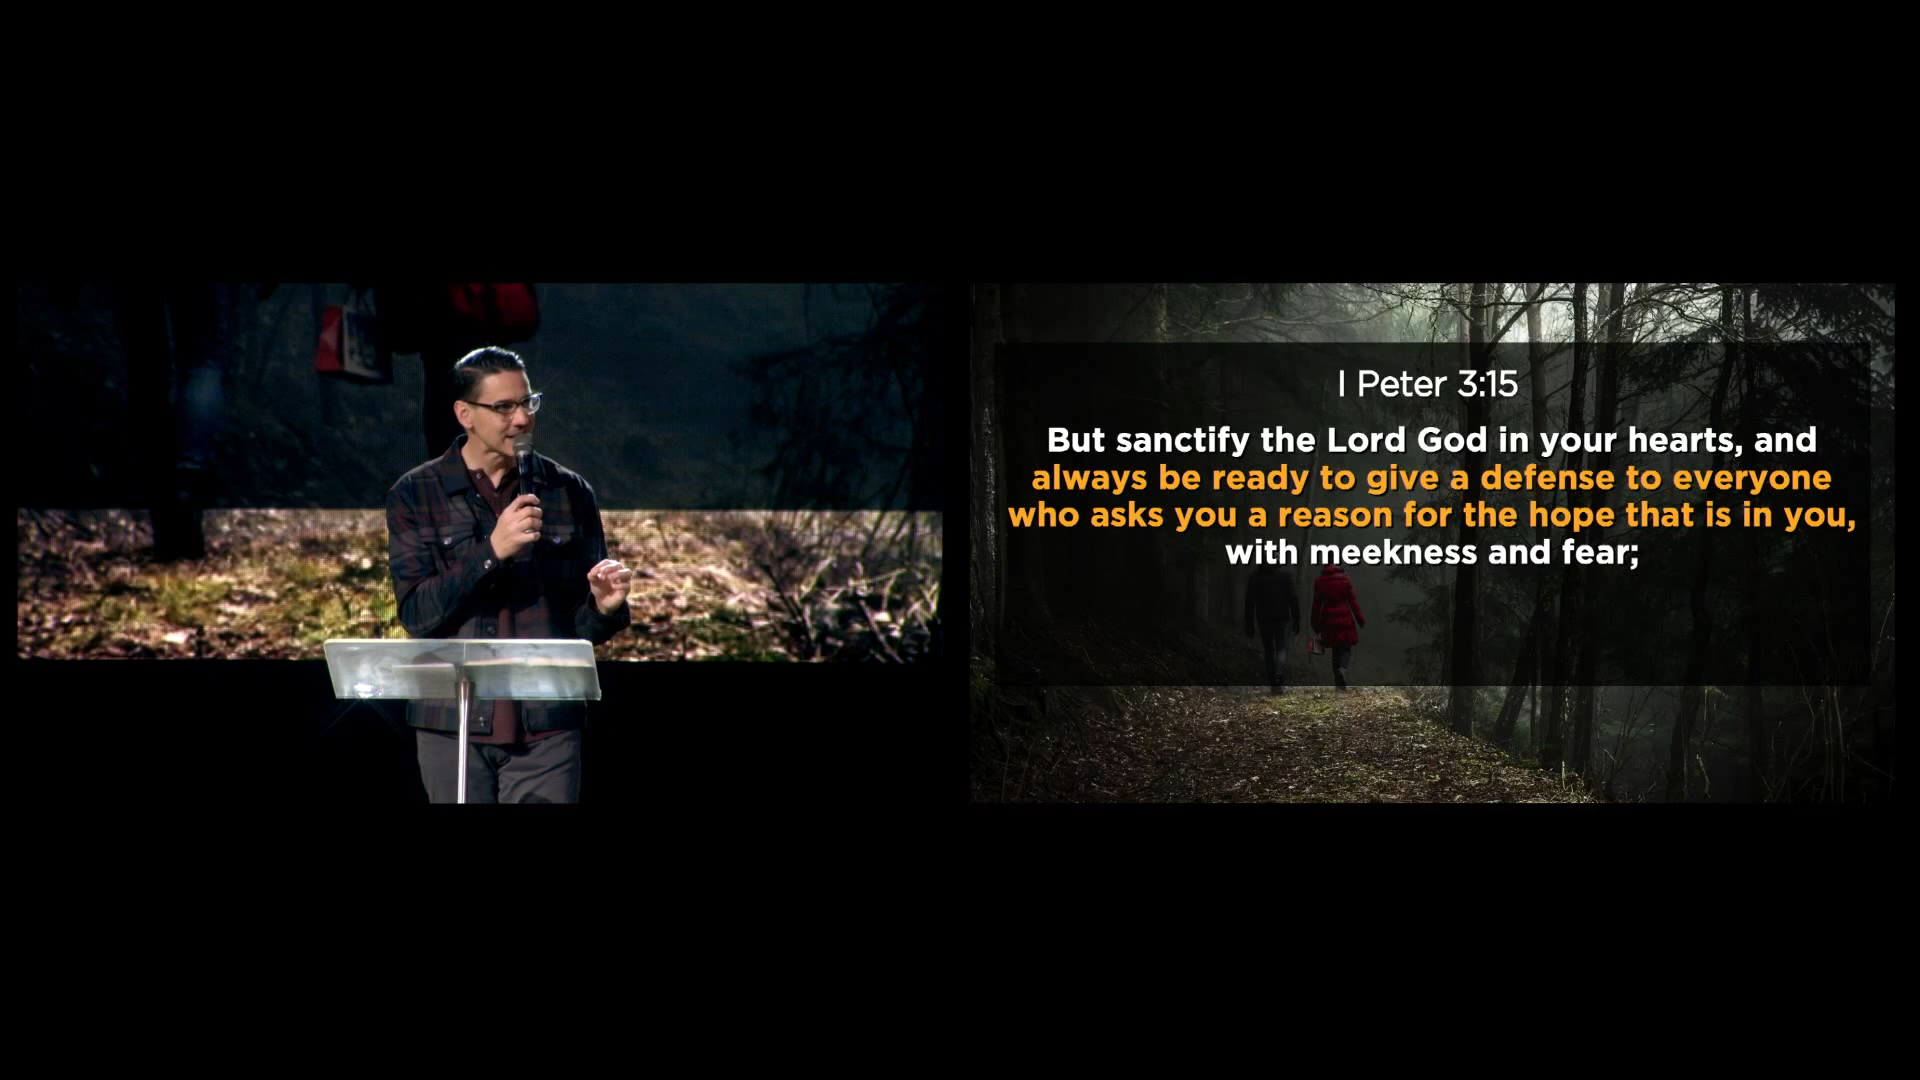 I Peter 3:15
But sanctify the Lord God in your hearts, and
always be ready to give a defense to everyone
who asks you a reason for the hope that is in you,
with meekness and fear;